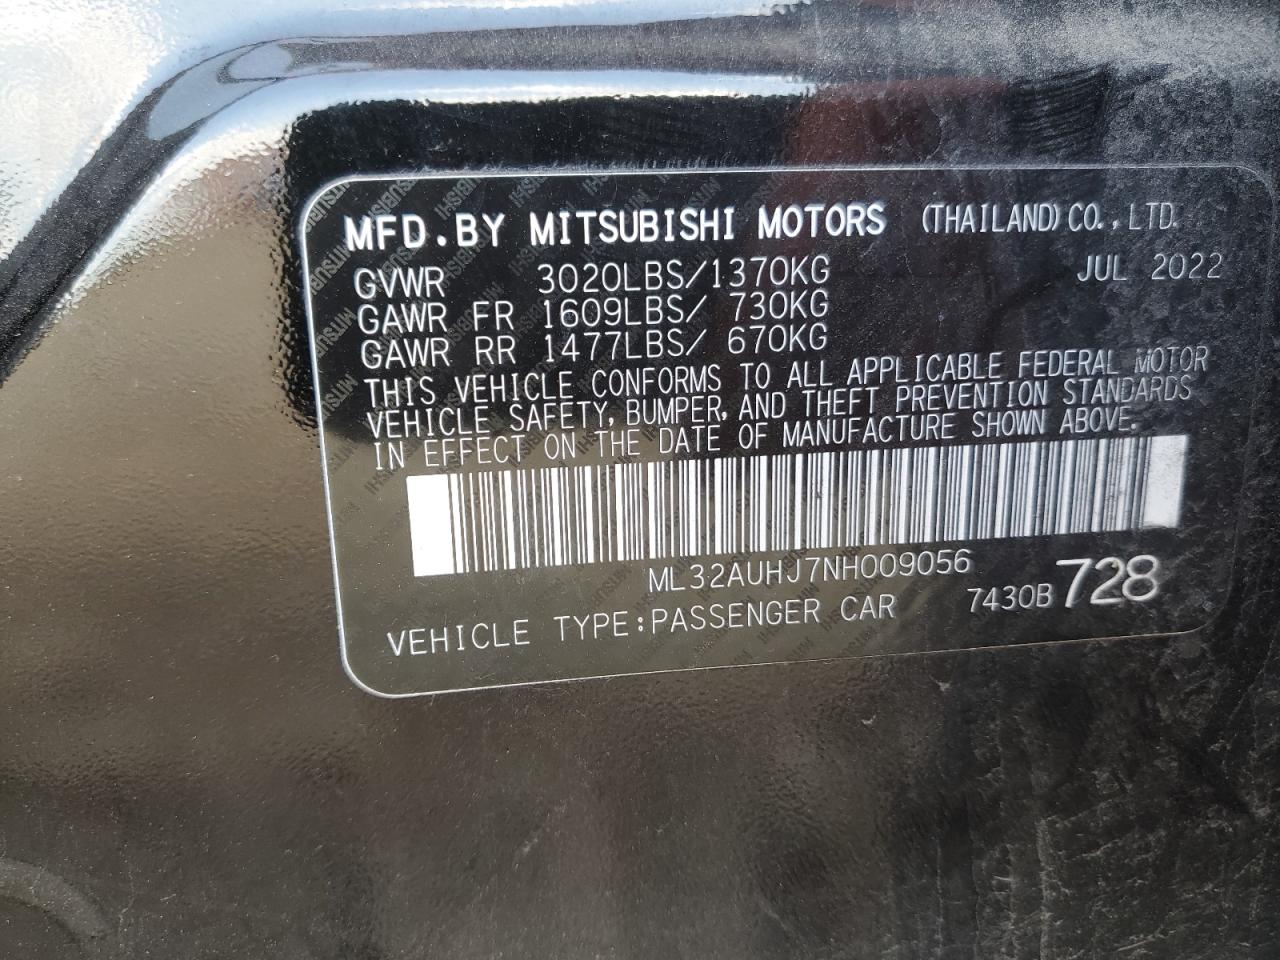 MFD.BY MITSUBISHI MOTORS (THAILAND)CO.,LTD.
GVWR 3020LBS/1370KG JUL 2022
GAWR FR 1609LBS/ 730KG
GAWR RR 1477LBS/ 670KG
THIS VEHICLE CONFORMS TO ALL APPLICABLE FEDERAL MOTOR
VEHICLE SAFETY, BUMPER, AND THEFT PREVENTION STANDARDS
IN EFFECT ON THE DATE OF MANUFACTURE SHOWN ABOVE.
ML32AUHJ7NH009056
VEHICLE TYPE:PASSENGER CAR 7430B 728